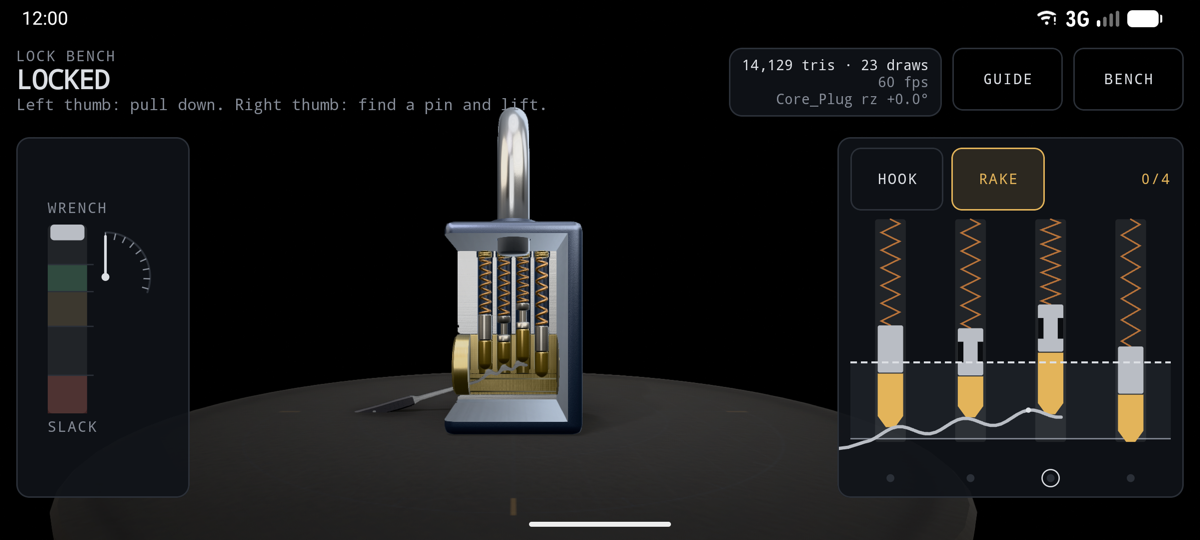 12:00
3G
LOCK BENCH
LOCKED
Left thumb: pull down. Right thumb: find a pin and lift.
14,129 tris · 23 draws
60 fps
Core_Plug rz +0.0°
GUIDE
BENCH
WRENCH
SLACK
HOOK
RAKE
0/4